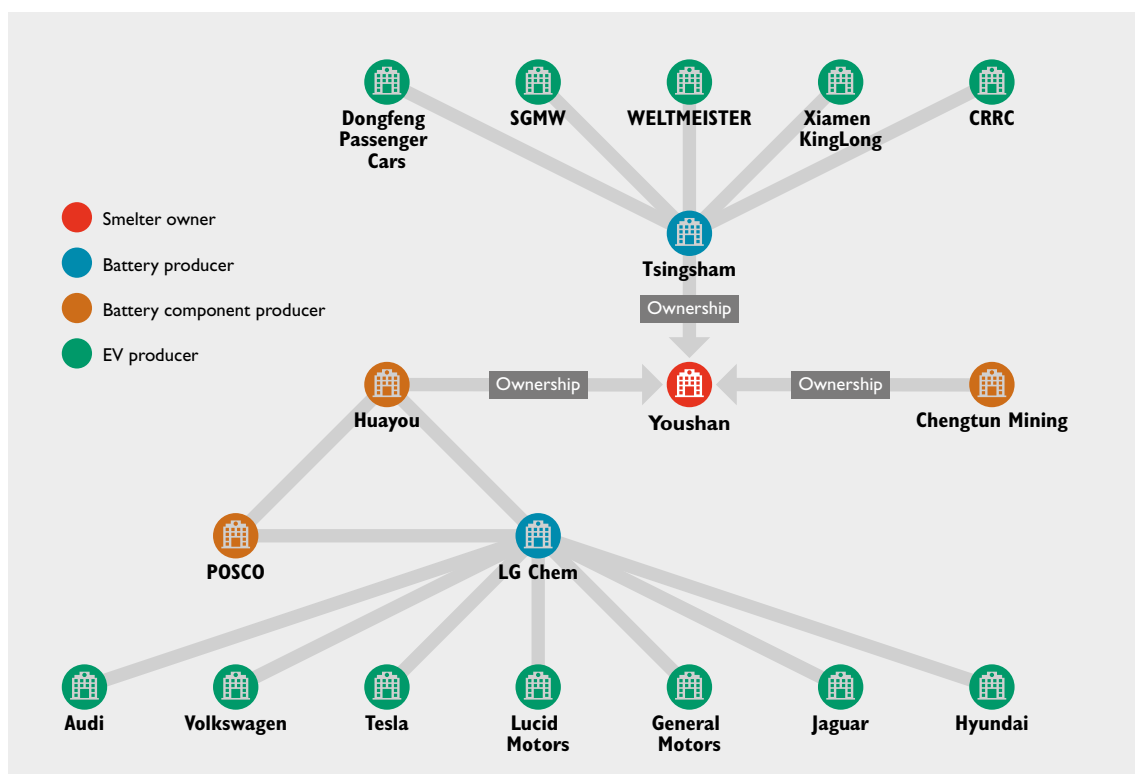 Dongfeng
Passenger
Cars
SGMW
WELTMEISTER
Xiamen
KingLong
CRRC
Smelter owner
Battery producer
Battery component producer
EV producer
Tsingsham
Ownership
Huayou
Ownership
Youshan
Ownership
Chengtun Mining
POSCO
LG Chem
Audi
Volkswagen
Tesla
Lucid
Motors
General
Motors
Jaguar
Hyundai